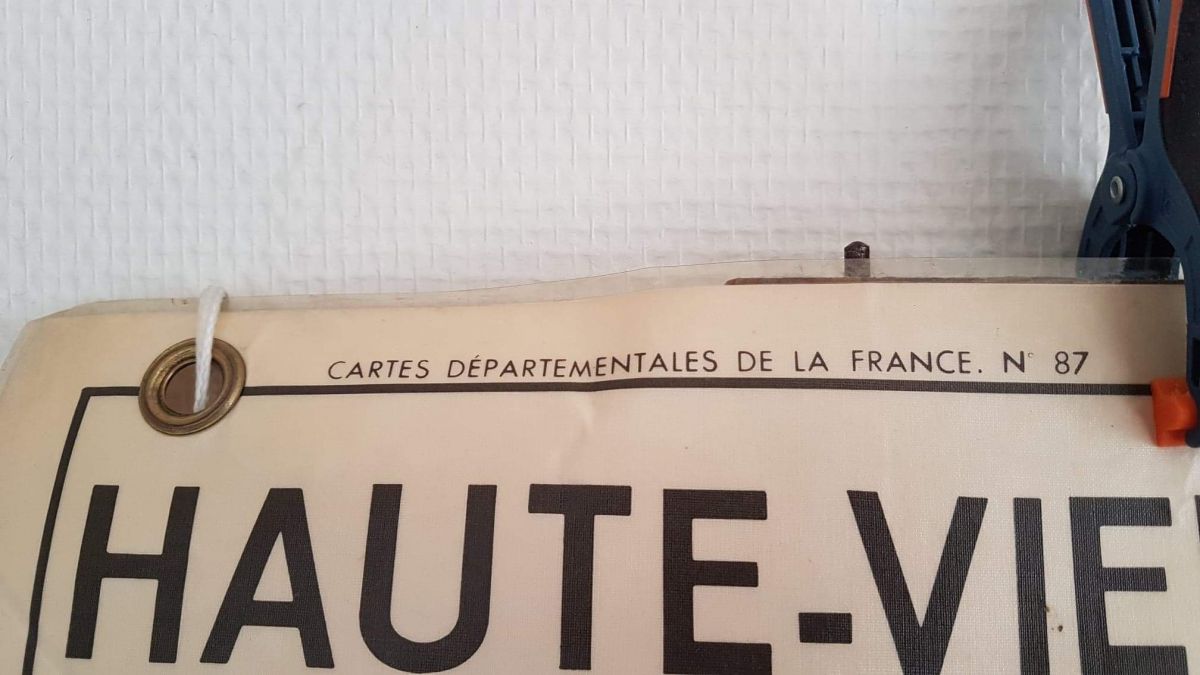 CARTES DÉPARTEMENTALES DE LA FRANCE. N° 87
HAUTE-VIE